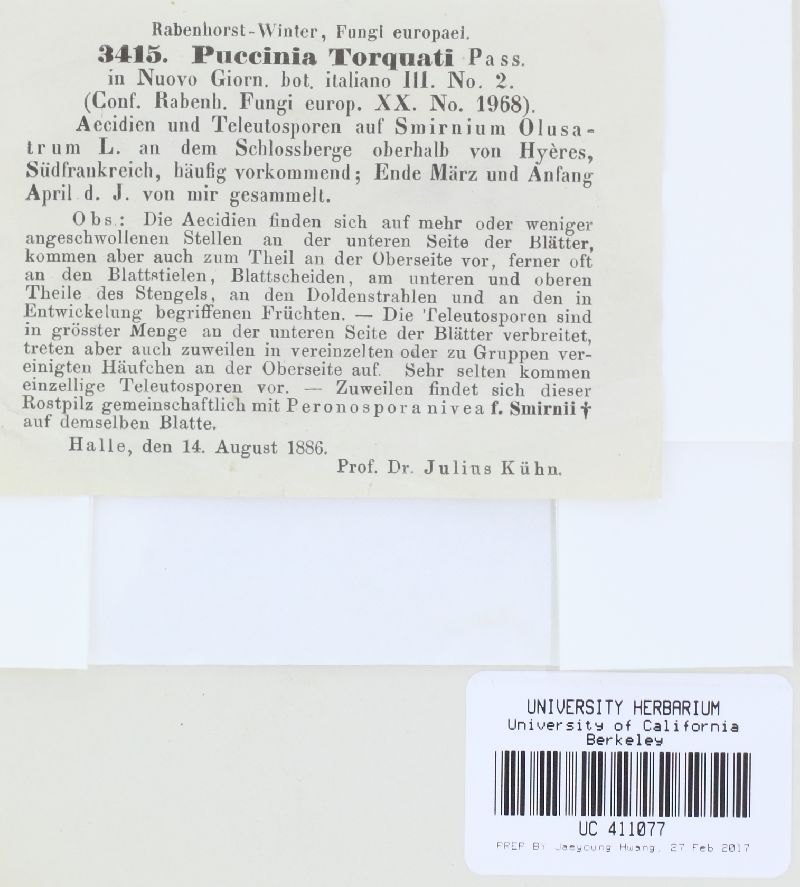 Rabenhorst-Winter, Fungi europaei.
3415. Puccinia Torquati Pass.
in Nuovo Giorn. bot. italiano III. No. 2.
(Conf. Rabenh. Fungi europ. XX. No. 1968).
Aecidien und Teleutosporen auf Smirnium Olusa-
trum L. an dem Schlossberge oberhalb von Hyères,
Südfrankreich, häufig vorkommend; Ende März und Anfang
April d. J. von mir gesammelt.
Obs.: Die Aecidien finden sich auf mehr oder weniger
angeschwollenen Stellen an der unteren Seite der Blätter,
kommen aber auch zum Theil an der Oberseite vor, ferner oft
an den Blattstielen, Blattscheiden, am unteren und oberen
Theile des Stengels, an den Doldenstrahlen und an den in
Entwickelung begriffenen Früchten. — Die Teleutosporen sind
in grösster Menge an der unteren Seite der Blätter verbreitet,
treten aber auch zuweilen in vereinzelten oder zu Gruppen ver-
einigten Häufchen an der Oberseite auf. Sehr selten kommen
einzellige Teleutosporen vor. — Zuweilen findet sich dieser
Rostpilz gemeinschaftlich mit Peronospora nivea f. Smirnii †
auf demselben Blatte.
Halle, den 14. August 1886.
Prof. Dr. Julius Kühn.
UNIVERSITY HERBARIUM
University of California
Berkeley
UC 411077
PREP BY Jaeyoung Hwang, 27 Feb 2017